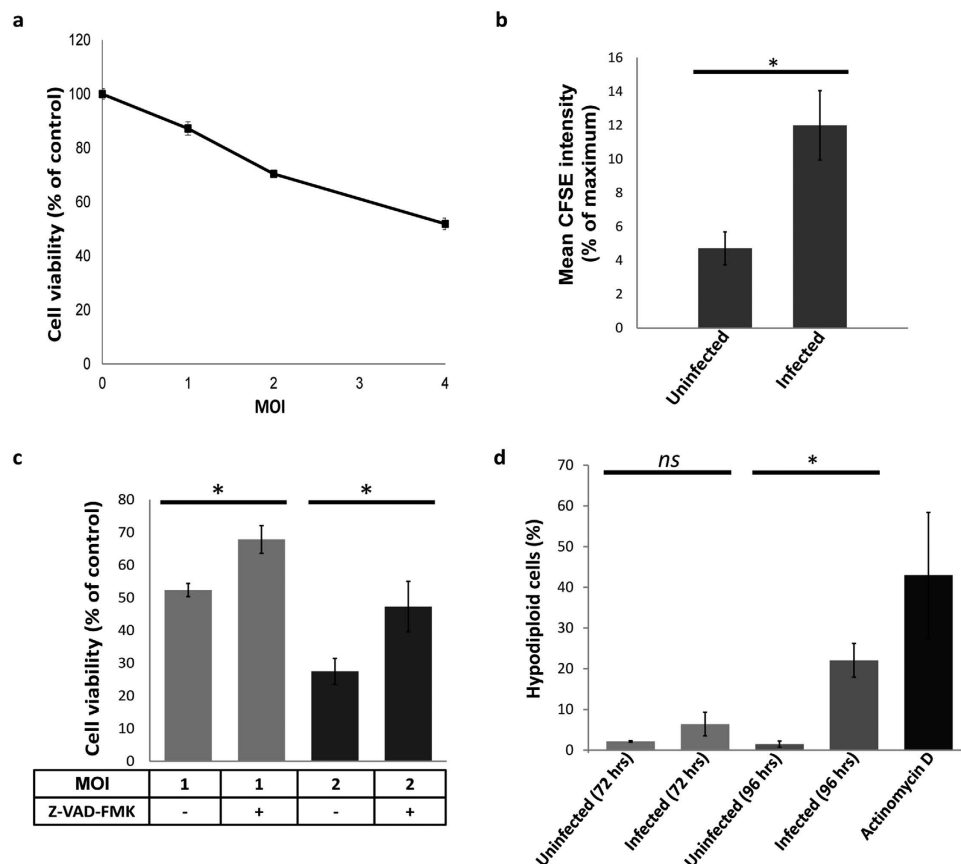 a
120
100
80
60
40
20
0
0 1 2 3 4
MOI
Cell viability (% of control)
b
16
14
12
10
8
6
4
2
0
Mean CFSE intensity
(% of maximum)
*
Uninfected
Infected
c
80
70
60
50
40
30
20
10
0
Cell viability (% of control)
* *
MOI 1 1 2 2
Z-VAD-FMK - + - +
d
70
60
50
40
30
20
10
0
Hypodiploid cells (%)
ns *
Uninfected (72 hrs)
Infected (72 hrs)
Uninfected (96 hrs)
Infected (96 hrs)
Actinomycin D